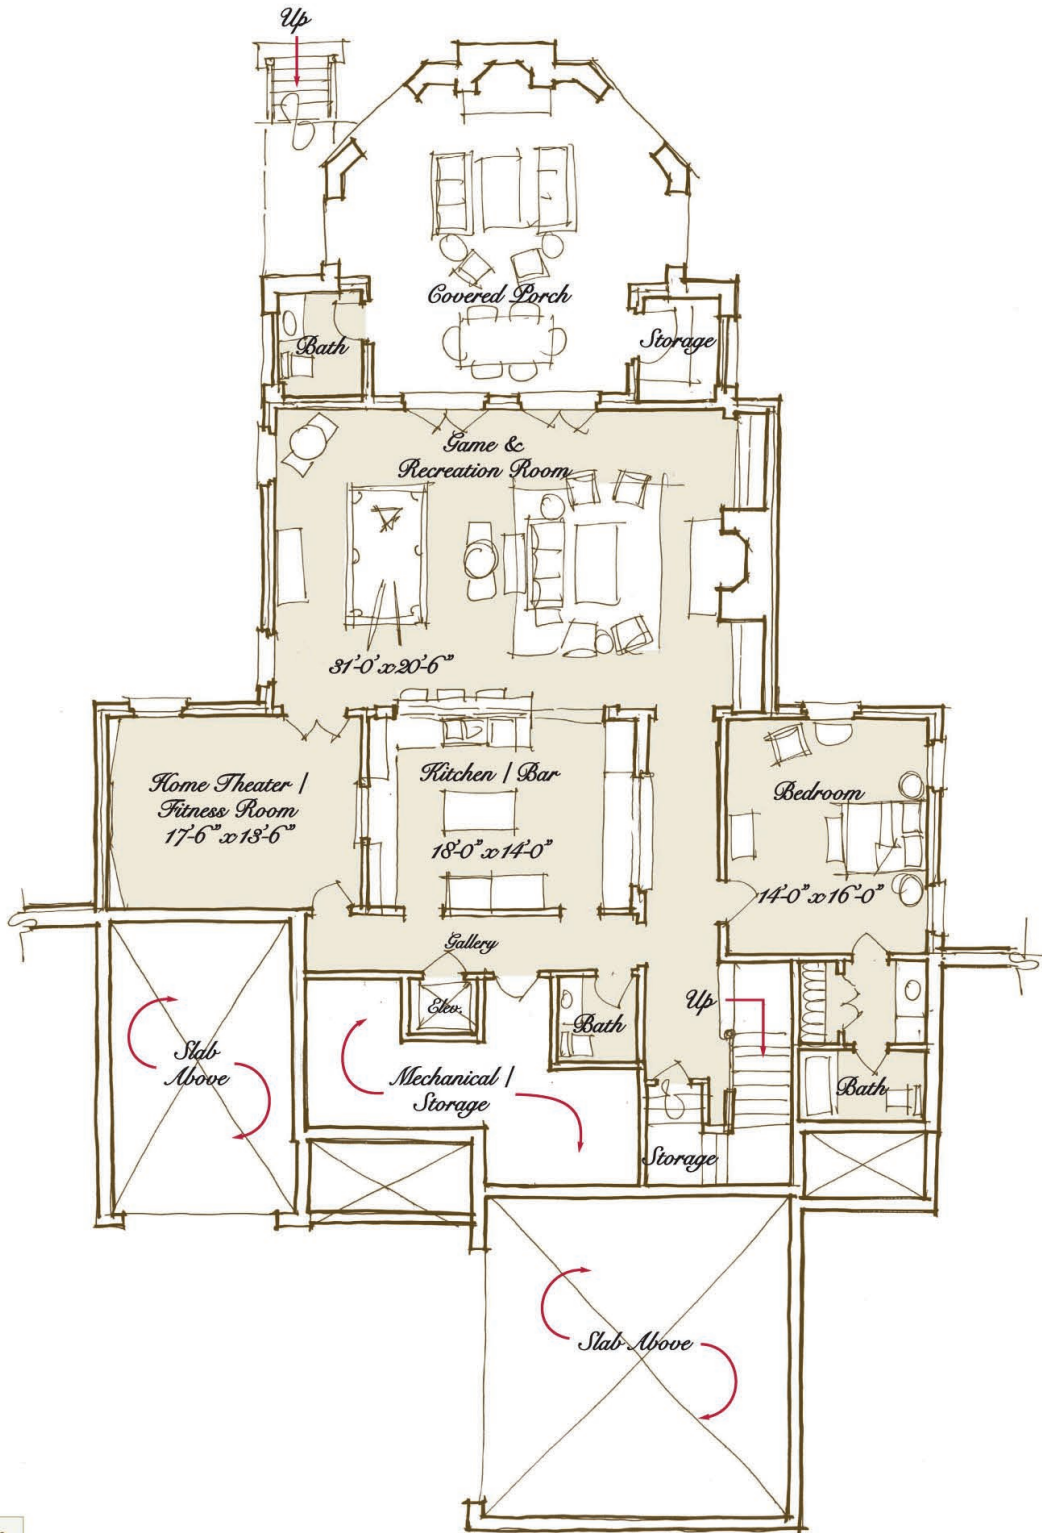 Up
Covered Porch
Bath
Storage
Game &
Recreation Room
31'-0' x 20'-6"
Home Theater |
Fitness Room
17'-6" x 13'-6"
Kitchen | Bar
18'-0" x 14'-0"
Bedroom
14'-0" x 16'-0"
Gallery
Elev.
Bath
Up
Slab
Above
Mechanical |
Storage
Bath
Storage
Slab Above